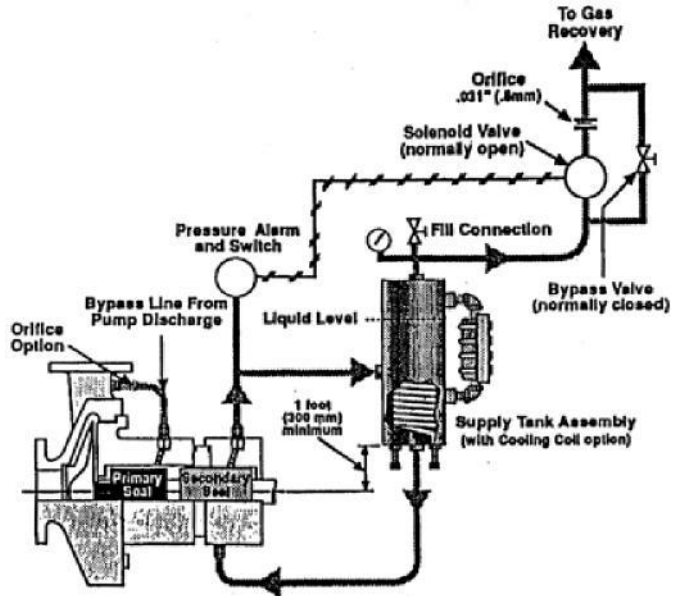 To Gas
Recovery
Orifice
.031" (.8mm)
Solenoid Valve
(normally open)
Pressure Alarm
and Switch
Fill Connection
Bypass Line From
Pump Discharge
Bypass Valve
(normally closed)
Liquid Level
Orifice
Option
1 foot
(300 mm)
minimum
Supply Tank Assembly
(with Cooling Coil option)
Primary
Seal
Secondary
Seal